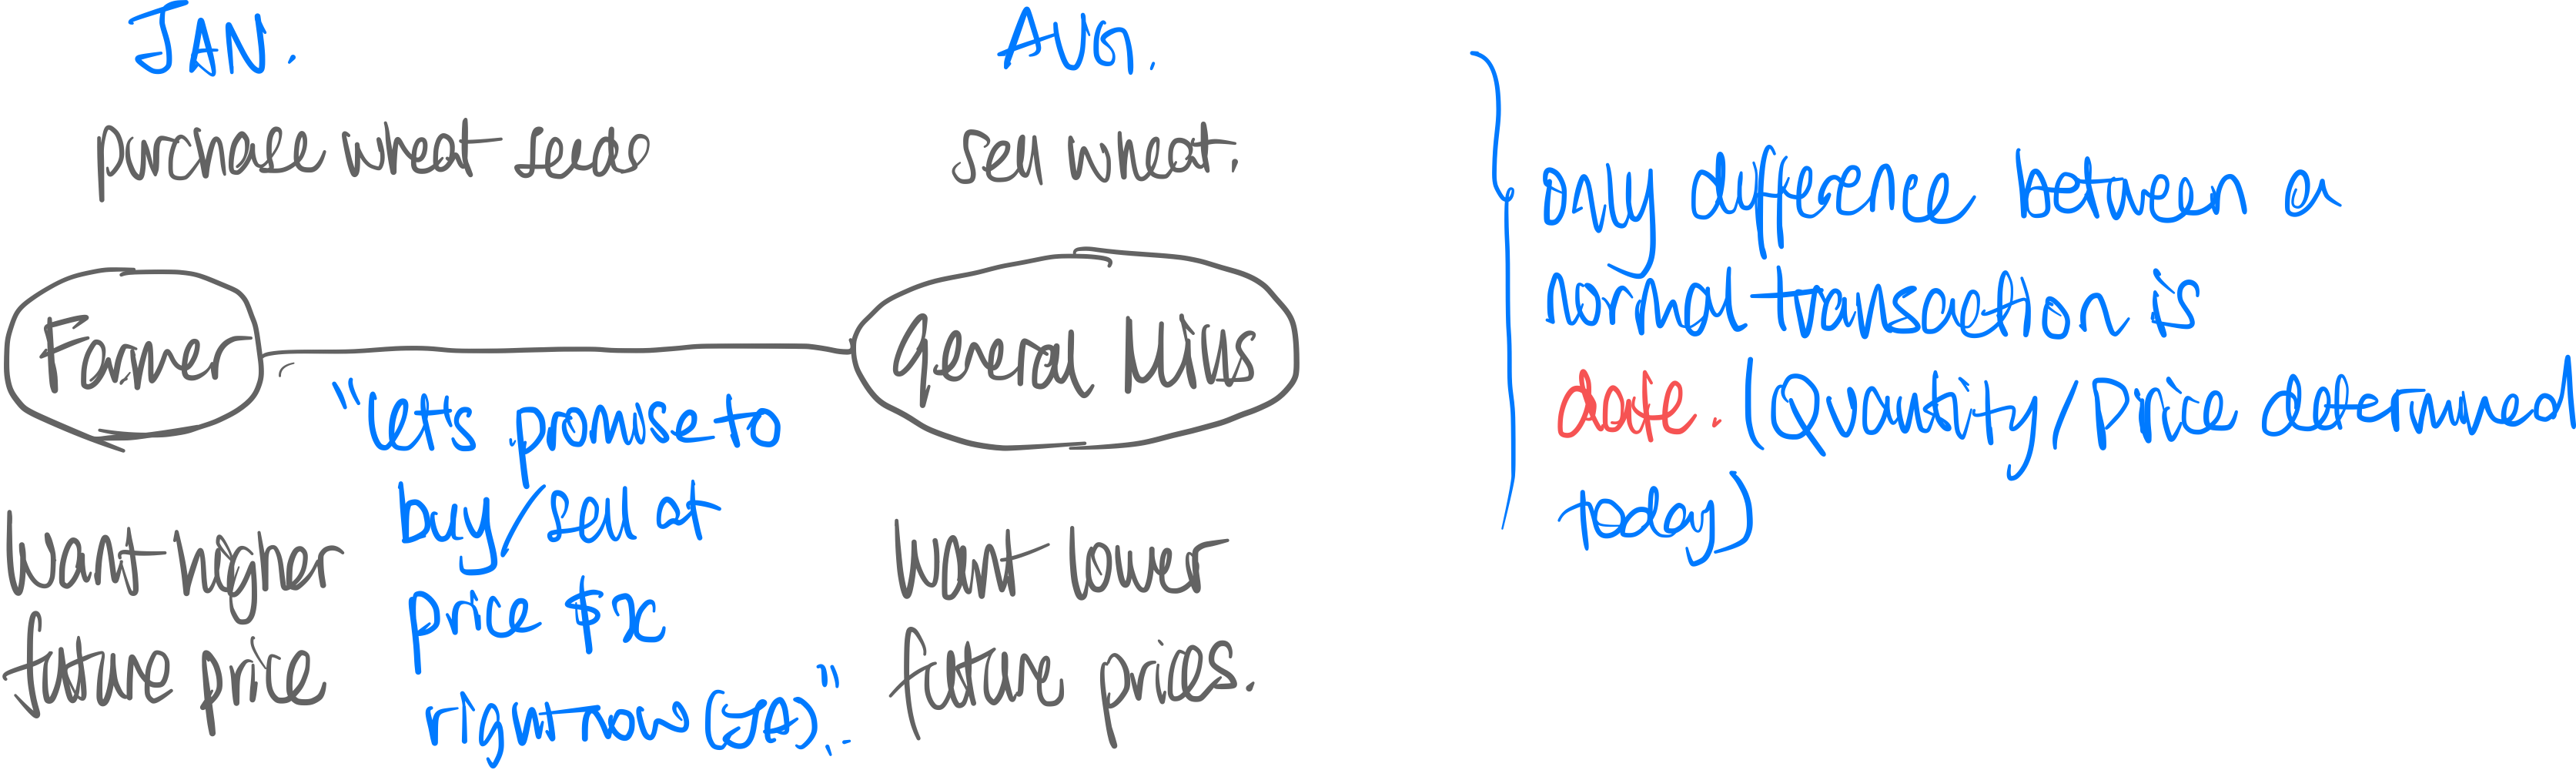 JAN.
AUG.
purchase wheat seeds
sell wheat.
Farmer
General Mills
"let's promise to
buy/sell at
price $x
right now (JA)".
Want higher
future price
Want lower
future prices.
only difference between a
normal transaction is
date. (Quantity/Price determined
today)